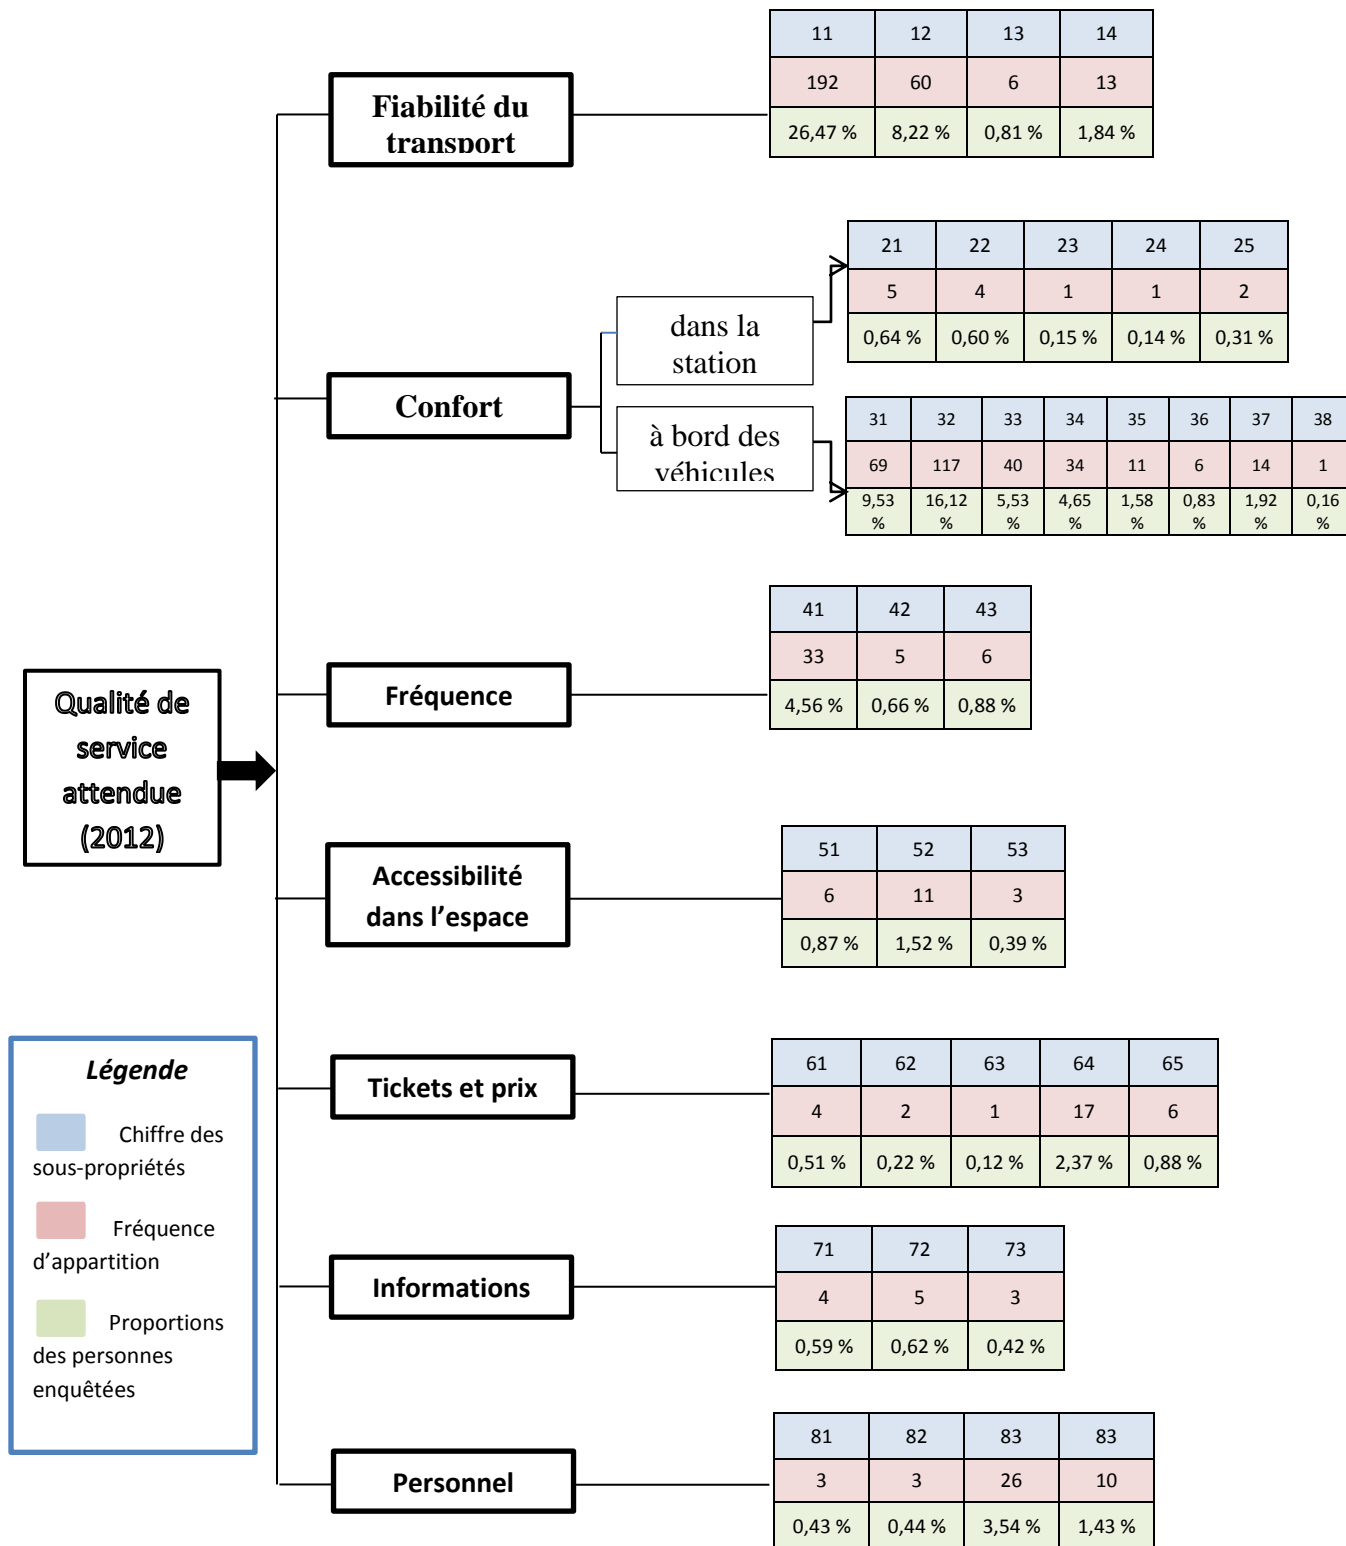 11 12 13 14
192 60 6 13
26,47 % 8,22 % 0,81 % 1,84 %
Fiabilité du
transport
21 22 23 24 25
5 4 1 1 2
0,64 % 0,60 % 0,15 % 0,14 % 0,31 %
dans la
station
Confort
à bord des
véhicules
31 32 33 34 35 36 37 38
69 117 40 34 11 6 14 1
9,53 16,12 5,53 4,65 1,58 0,83 1,92 0,16
% % % % % % % %
41 42 43
33 5 6
4,56 % 0,66 % 0,88 %
Fréquence
Qualité de
service
attendue
(2012)
51 52 53
6 11 3
0,87 % 1,52 % 0,39 %
Accessibilité
dans l’espace
61 62 63 64 65
4 2 1 17 6
0,51 % 0,22 % 0,12 % 2,37 % 0,88 %
Tickets et prix
Légende
Chiffre des
sous-propriétés
Fréquence
d’appartition
Proportions
des personnes
enquêtées
71 72 73
4 5 3
0,59 % 0,62 % 0,42 %
Informations
81 82 83 83
3 3 26 10
0,43 % 0,44 % 3,54 % 1,43 %
Personnel